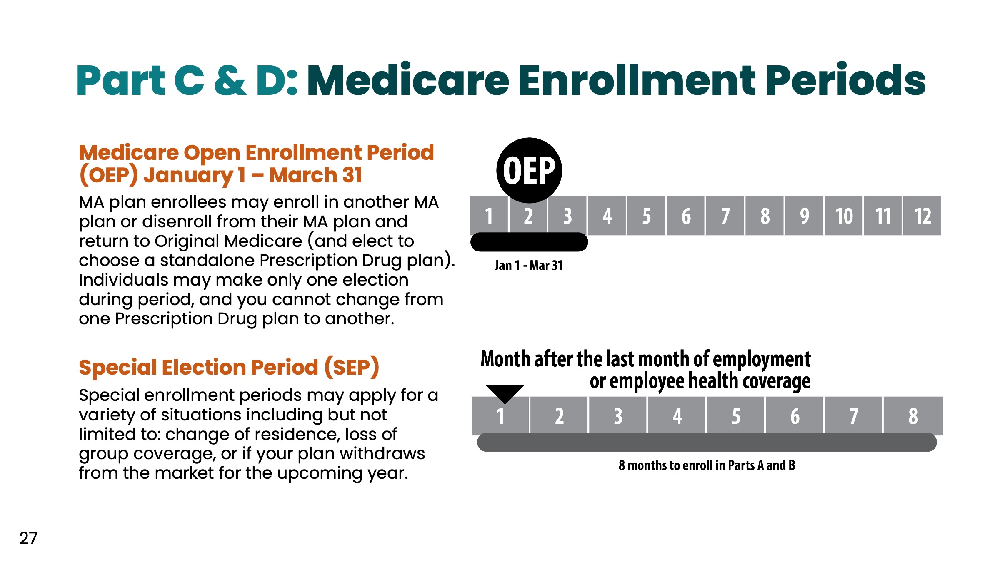 Part C & D: Medicare Enrollment Periods
Medicare Open Enrollment Period
(OEP) January 1 – March 31
MA plan enrollees may enroll in another MA
plan or disenroll from their MA plan and
return to Original Medicare (and elect to
choose a standalone Prescription Drug plan).
Individuals may make only one election
during period, and you cannot change from
one Prescription Drug plan to another.
OEP
1 2 3 4 5 6 7 8 9 10 11 12
Jan 1 - Mar 31
Special Election Period (SEP)
Special enrollment periods may apply for a
variety of situations including but not
limited to: change of residence, loss of
group coverage, or if your plan withdraws
from the market for the upcoming year.
Month after the last month of employment
or employee health coverage
1 2 3 4 5 6 7 8
8 months to enroll in Parts A and B
27